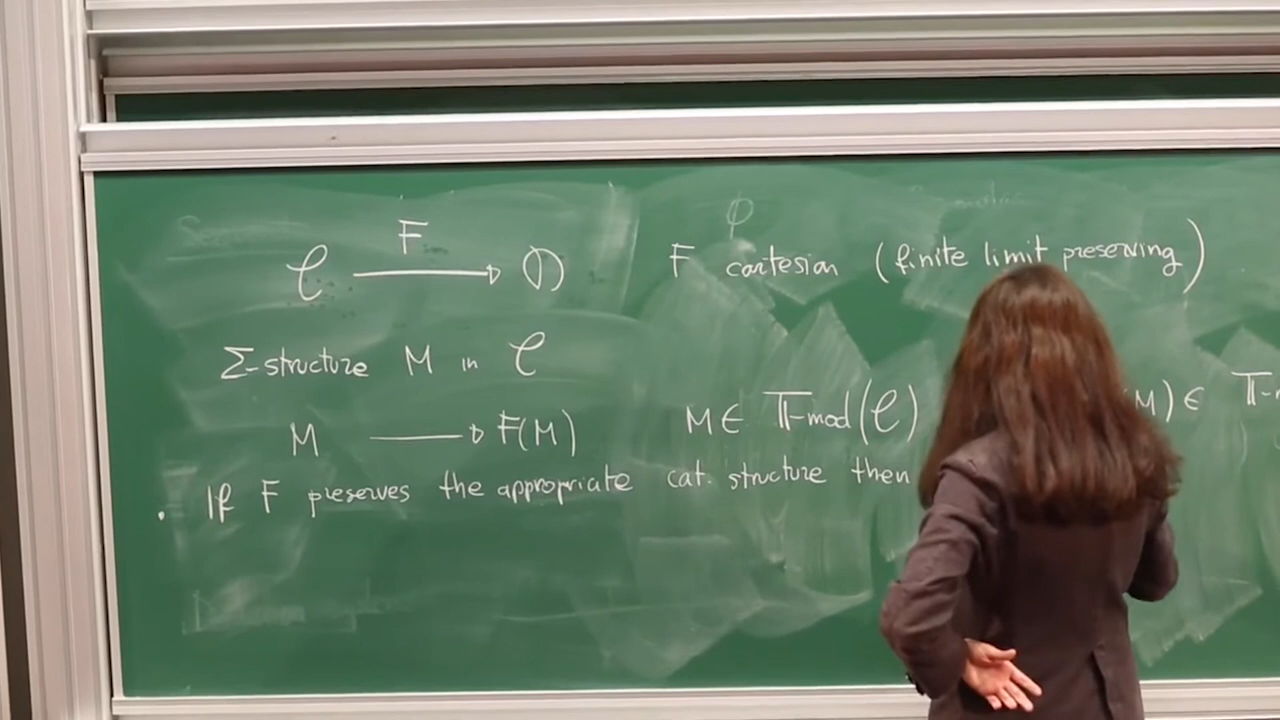 F φ
𝒞 ⟶ 𝒟 F cartesian (finite limit preserving)
Σ-structure M in 𝒞
M ⟶ F(M) M ∈ 𝕋-mod(𝒞) M) ∈ 𝕋-
. If F preserves the appropriate cat. structure then